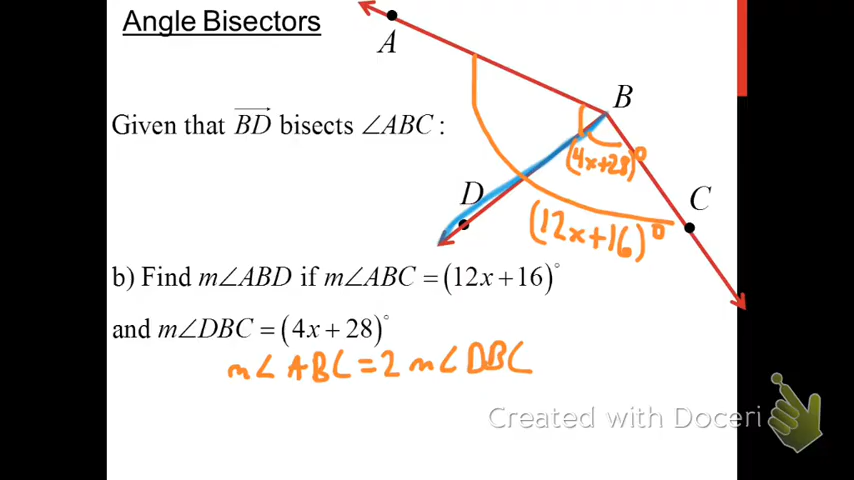 Angle Bisectors
A
B
Given that BD bisects ∠ABC :
(4x+28)°
D
C
(12x+16)°
b) Find m∠ABD if m∠ABC = (12x+16)°
and m∠DBC = (4x+28)°
m∠ABC = 2 m∠DBC
Created with Doceri